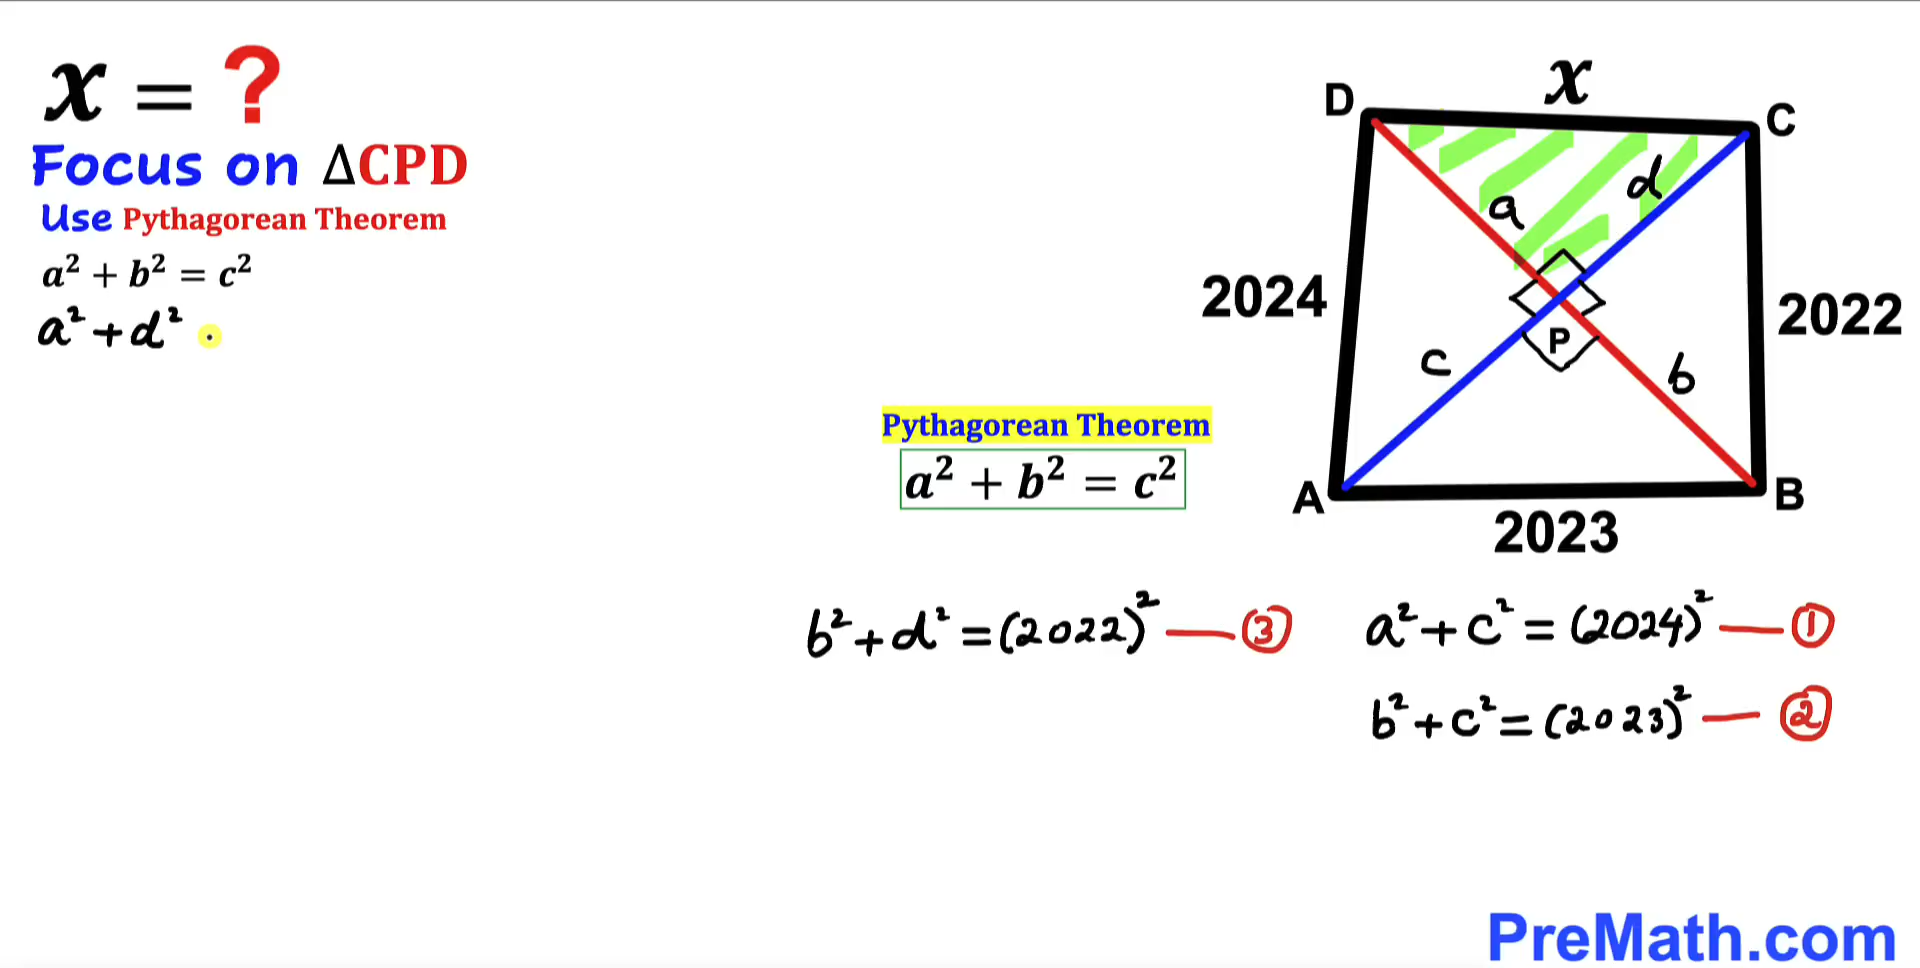 x = ?
Focus on ΔCPD
Use Pythagorean Theorem
a² + b² = c²
a² + d²
D
x
C
a
d
2024
2022
P
c
b
A
B
2023
Pythagorean Theorem
a² + b² = c²
b² + d² = (2022)² — ③
a² + c² = (2024)² — ①
b² + c² = (2023)² — ②
PreMath.com